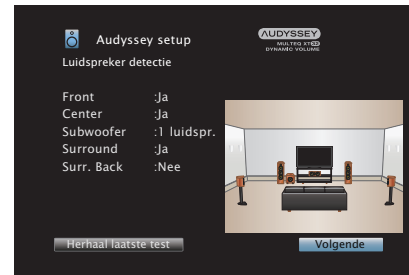 Audyssey setup
AUDYSSEY
MULTEQ XT32
DYNAMIC VOLUME
Luidspreker detectie
Front :Ja
Center :Ja
Subwoofer :1 luidspr.
Surround :Ja
Surr. Back :Nee
Herhaal laatste test
Volgende